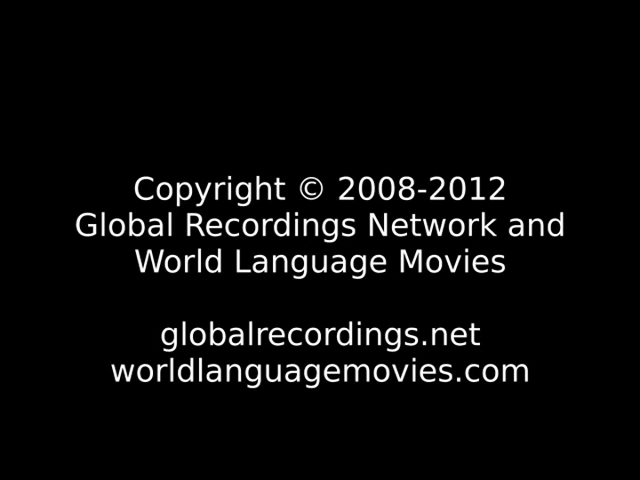 Copyright © 2008-2012
Global Recordings Network and
World Language Movies
globalrecordings.net
worldlanguagemovies.com